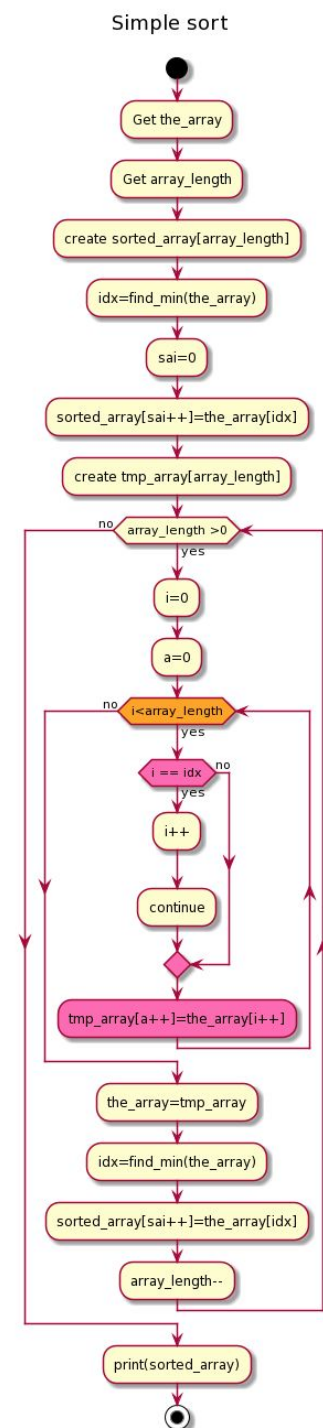 Simple sort
Get the_array
Get array_length
create sorted_array[array_length]
idx=find_min(the_array)
sai=0
sorted_array[sai++]=the_array[idx]
create tmp_array[array_length]
no
array_length >0
yes
i=0
a=0
no
i<array_length
yes
i == idx
no
yes
i++
continue
tmp_array[a++]=the_array[i++]
the_array=tmp_array
idx=find_min(the_array)
sorted_array[sai++]=the_array[idx]
array_length--
print(sorted_array)